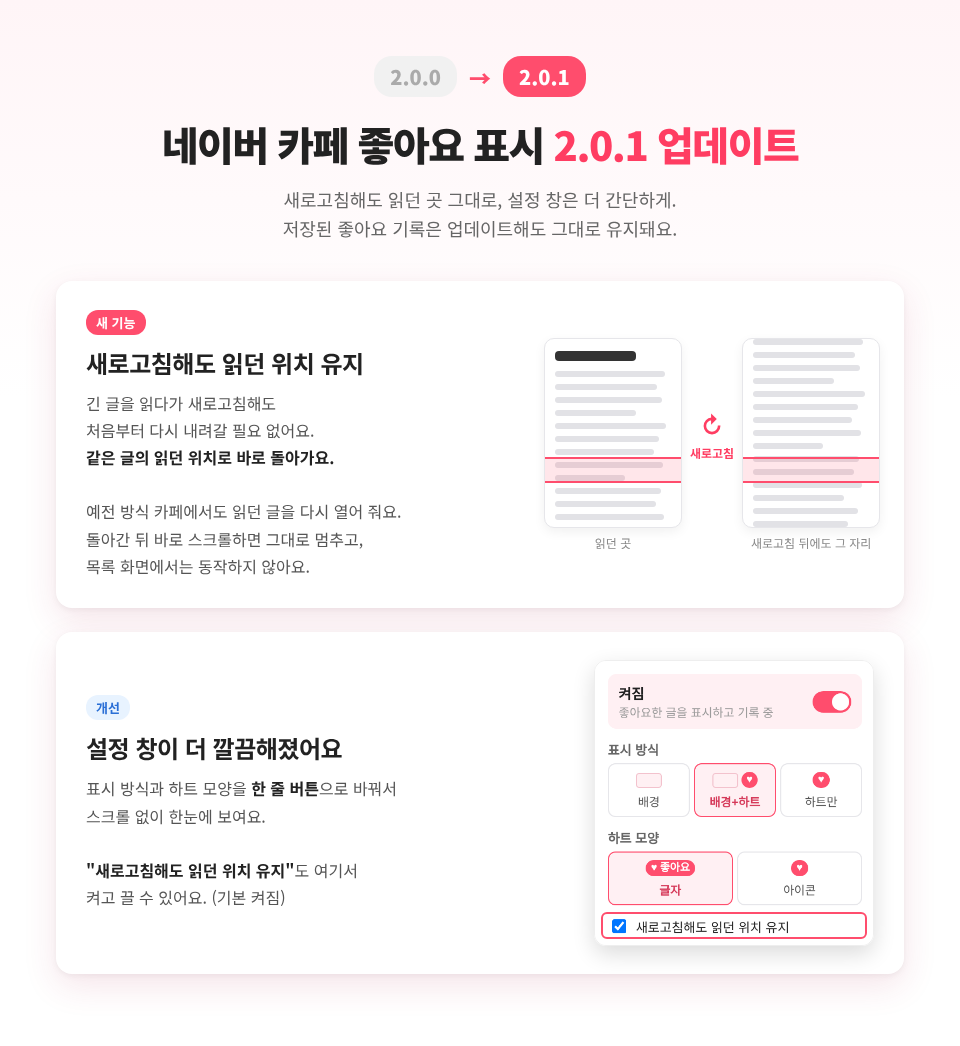 2.0.0 → 2.0.1
네이버 카페 좋아요 표시 2.0.1 업데이트
새로고침해도 읽던 곳 그대로, 설정 창은 더 간단하게.
저장된 좋아요 기록은 업데이트해도 그대로 유지돼요.
새 기능
새로고침해도 읽던 위치 유지
긴 글을 읽다가 새로고침해도
처음부터 다시 내려갈 필요 없어요.
같은 글의 읽던 위치로 바로 돌아가요.
예전 방식 카페에서도 읽던 글을 다시 열어 줘요.
돌아간 뒤 바로 스크롤하면 그대로 멈추고,
목록 화면에서는 동작하지 않아요.
새로고침
읽던 곳
새로고침 뒤에도 그 자리
개선
설정 창이 더 깔끔해졌어요
표시 방식과 하트 모양을 한 줄 버튼으로 바꿔서
스크롤 없이 한눈에 보여요.
"새로고침해도 읽던 위치 유지"도 여기서
켜고 끌 수 있어요. (기본 켜짐)
켜짐
좋아요한 글을 표시하고 기록 중
표시 방식
배경
♥
배경+하트
♥
하트만
하트 모양
♥ 좋아요
글자
♥
아이콘
새로고침해도 읽던 위치 유지